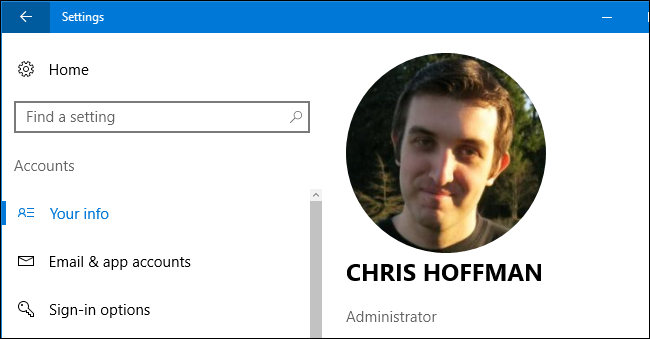 Settings
Home
Find a setting
Accounts
Your info
Email & app accounts
Sign-in options
CHRIS HOFFMAN
Administrator